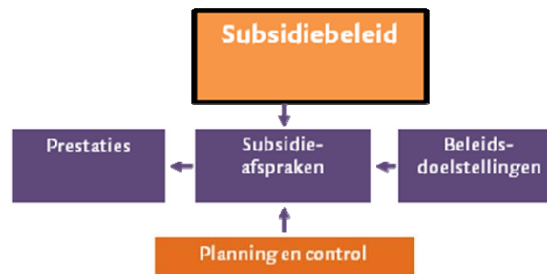 Subsidiebeleid
Prestaties
Subsidie-
afspraken
Beleids-
doelstellingen
Planning en control